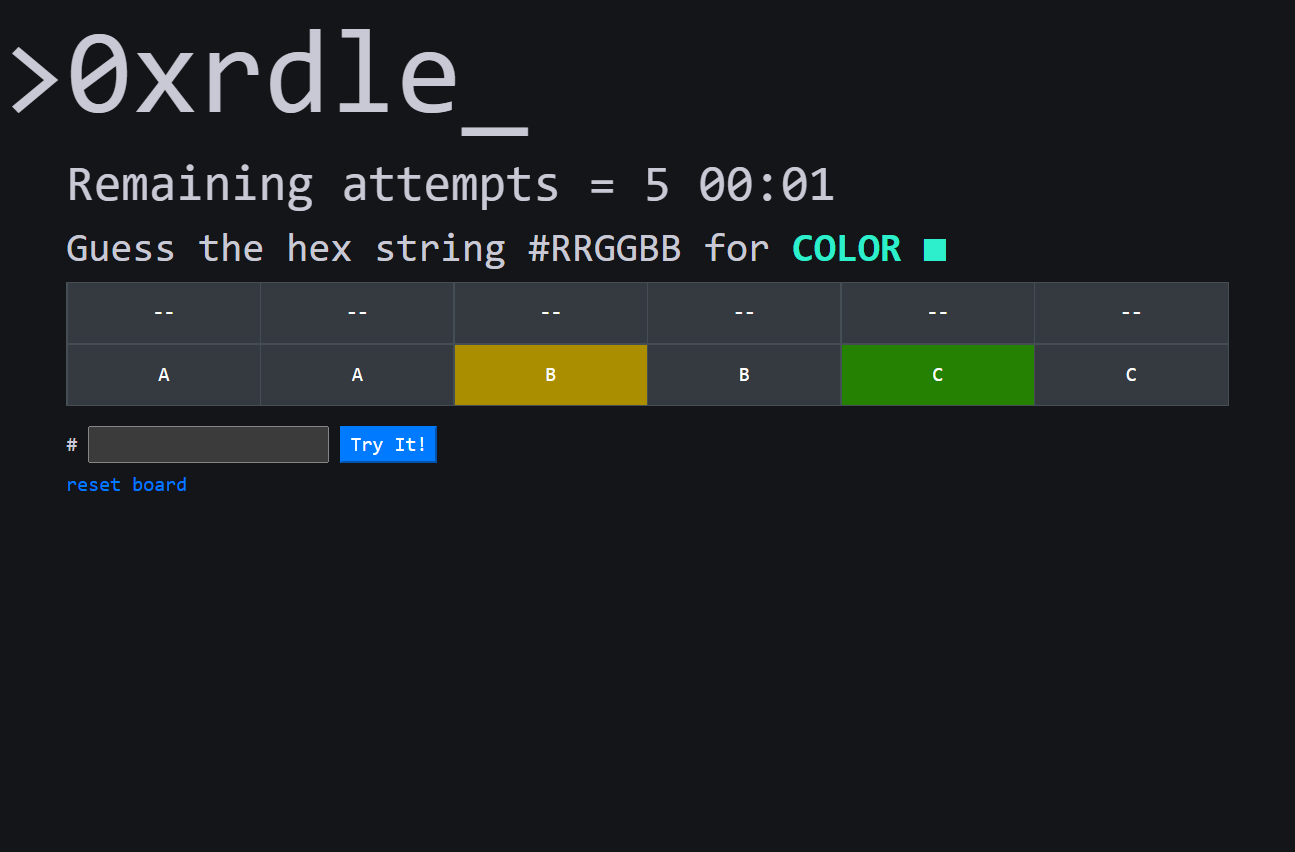 >0xrdle_
Remaining attempts = 5 00:01
Guess the hex string #RRGGBB for COLOR
-- -- -- -- -- --
A A B B C C
# Try It!
reset board